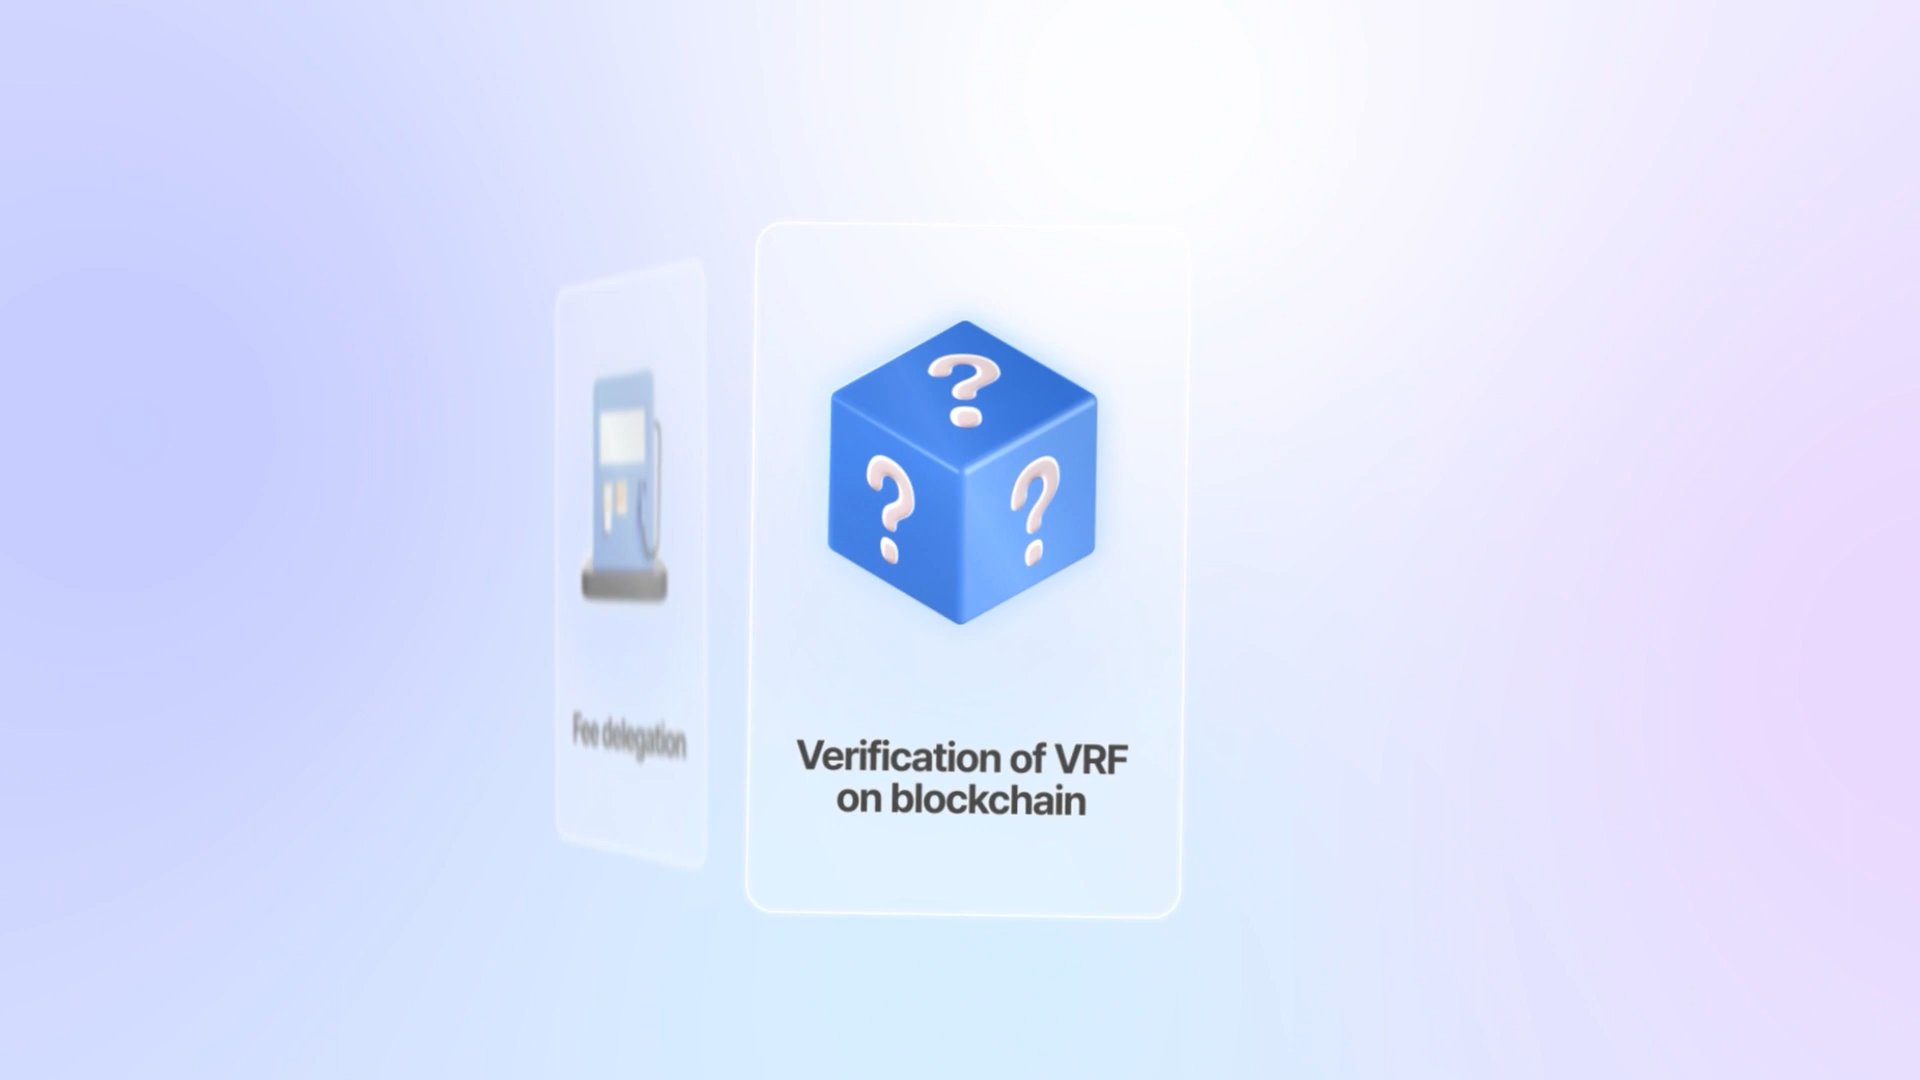 Fee delegation
?
?
?
Verification of VRF
on blockchain